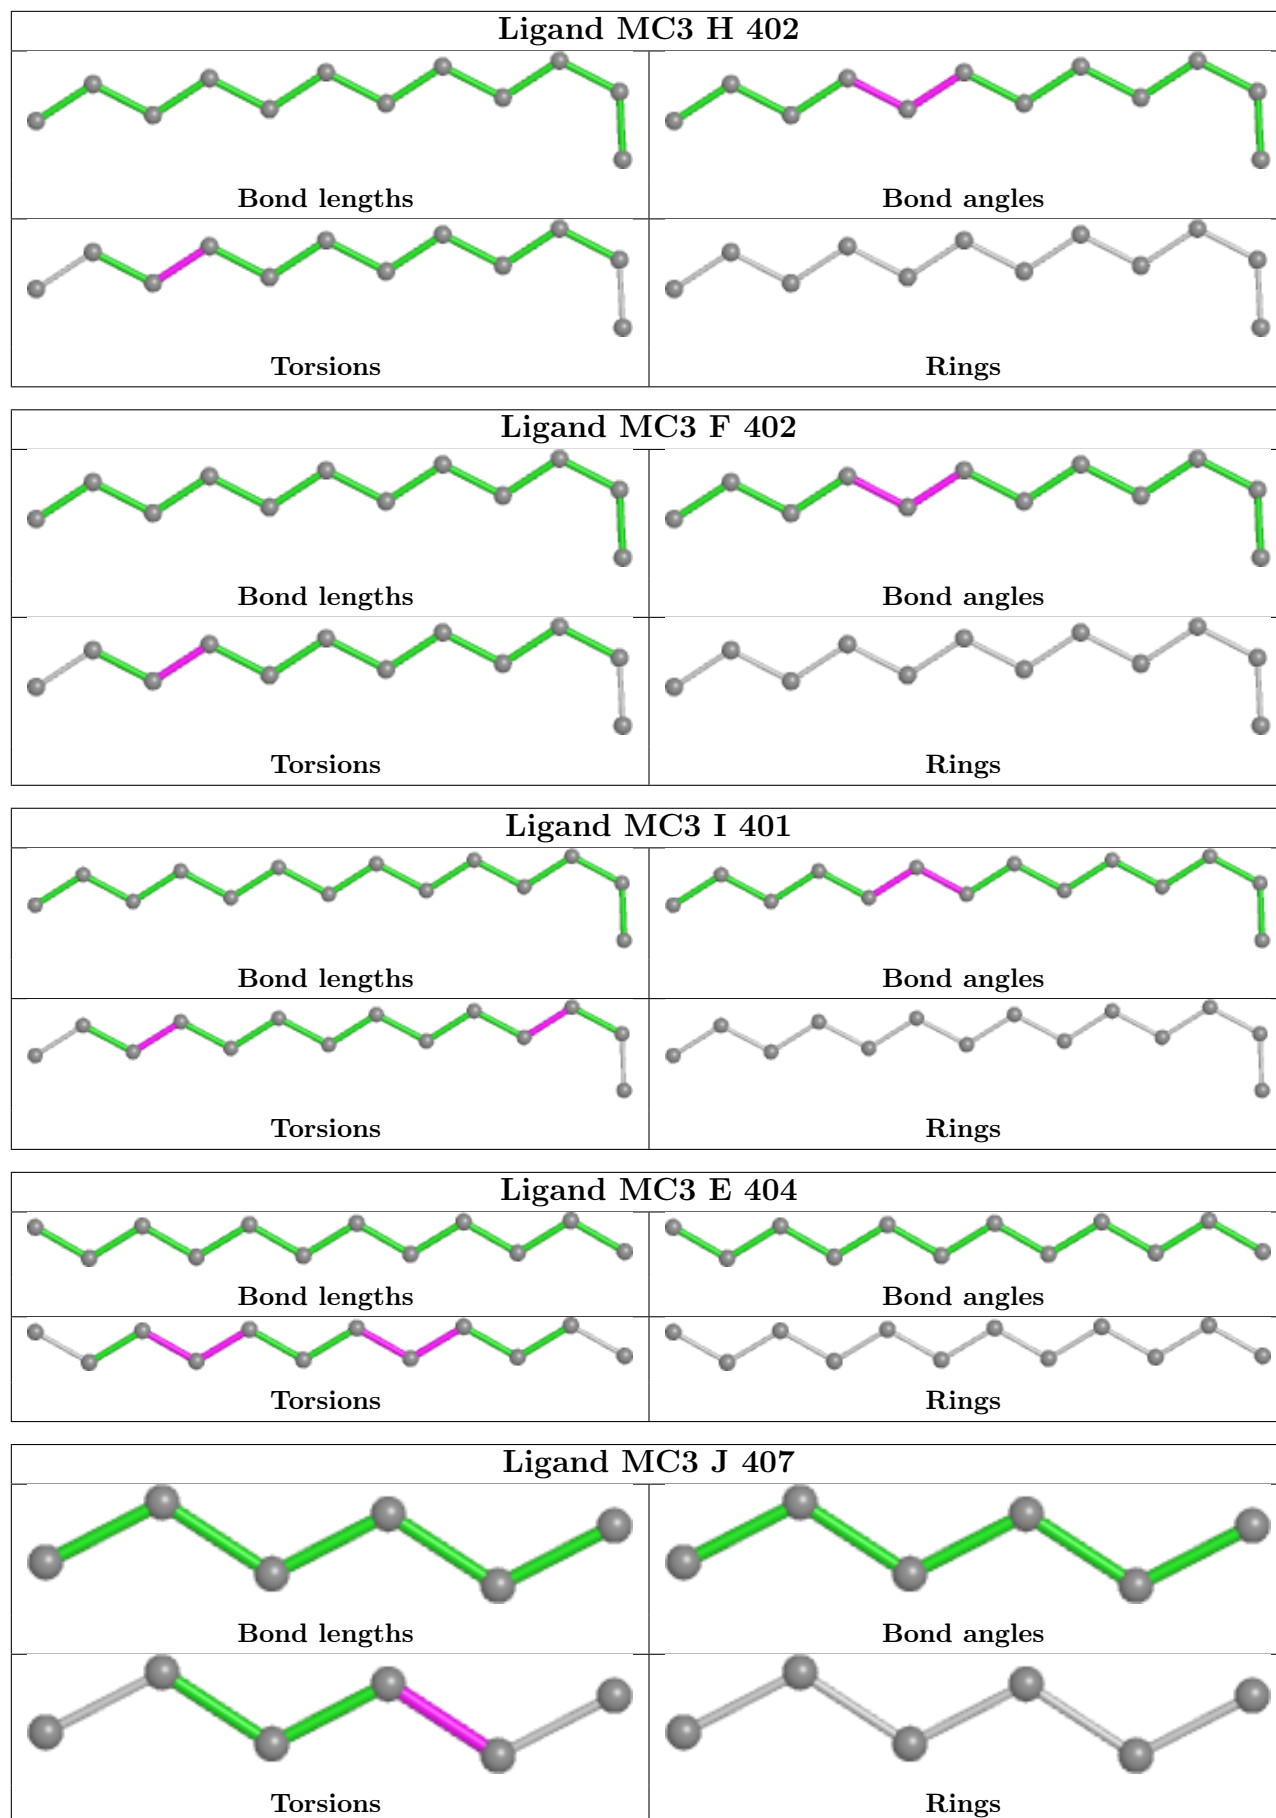 Ligand MC3 H 402
Bond lengths
Bond angles
Torsions
Rings
Ligand MC3 F 402
Bond lengths
Bond angles
Torsions
Rings
Ligand MC3 I 401
Bond lengths
Bond angles
Torsions
Rings
Ligand MC3 E 404
Bond lengths
Bond angles
Torsions
Rings
Ligand MC3 J 407
Bond lengths
Bond angles
Torsions
Rings